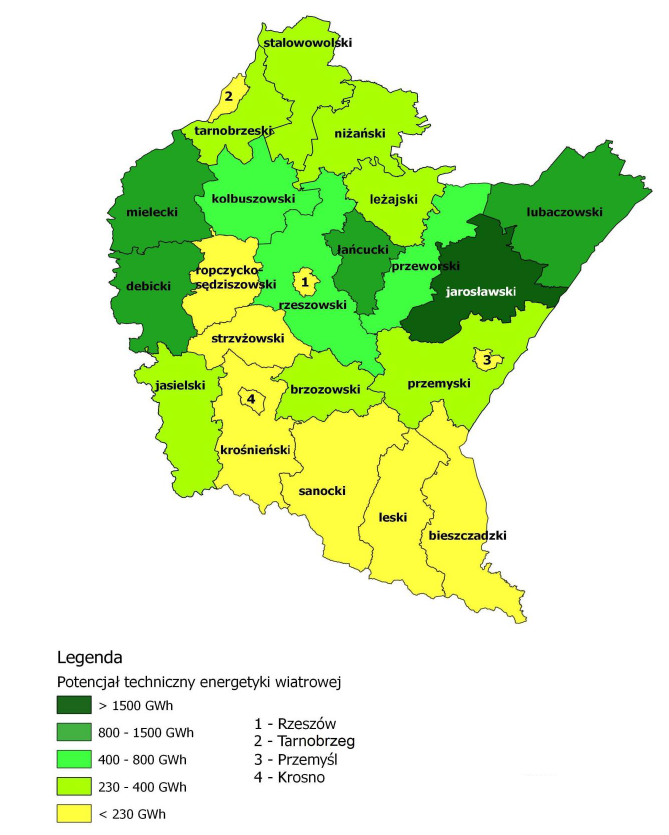 stalowowolski
2
tarnobrzeski
niżański
kolbuszowski
leżajski
mielecki
lubaczowski
łańcucki
przeworski
ropczycko-
sędziszowski
debicki
1
jarosławski
rzeszowski
strzyżowski
3
jasielski
brzozowski
przemyski
4
krośnieński
sanocki
leski
bieszczadzki
Legenda
Potencjał techniczny energetyki wiatrowej
> 1500 GWh
800 - 1500 GWh
400 - 800 GWh
230 - 400 GWh
< 230 GWh
1 - Rzeszów
2 - Tarnobrzeg
3 - Przemyśl
4 - Krosno